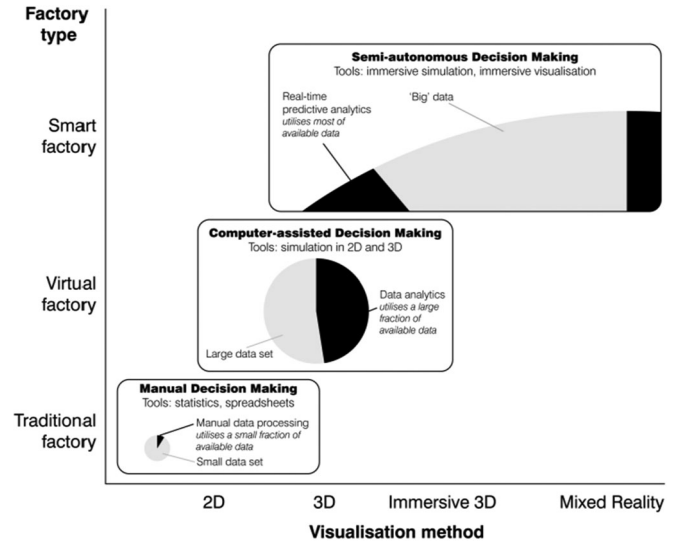 Factory
type
Semi-autonomous Decision Making
Tools: immersive simulation, immersive visualisation
Real-time
predictive analytics
utilises most of
available data
'Big' data
Smart
factory
Computer-assisted Decision Making
Tools: simulation in 2D and 3D
Virtual
factory
Data analytics
utilises a large
fraction of
available data
Large data set
Manual Decision Making
Tools: statistics, spreadsheets
Traditional
factory
Manual data processing
utilises a small fraction of
available data
Small data set
2D 3D Immersive 3D Mixed Reality
Visualisation method